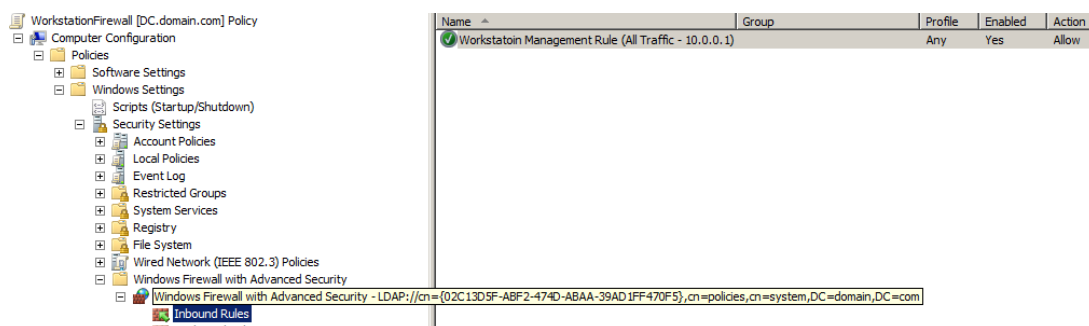 WorkstationFirewall [DC.domain.com] Policy
Computer Configuration
Policies
Software Settings
Windows Settings
Scripts (Startup/Shutdown)
Security Settings
Account Policies
Local Policies
Event Log
Restricted Groups
System Services
Registry
File System
Wired Network (IEEE 802.3) Policies
Windows Firewall with Advanced Security
Windows Firewall with Advanced Security - LDAP://cn={02C13D5F-ABF2-474D-ABAA-39AD1FF470F5},cn=policies,cn=system,DC=domain,DC=com
Inbound Rules
Name Group Profile Enabled Action
Workstatoin Management Rule (All Traffic - 10.0.0.1) Any Yes Allow